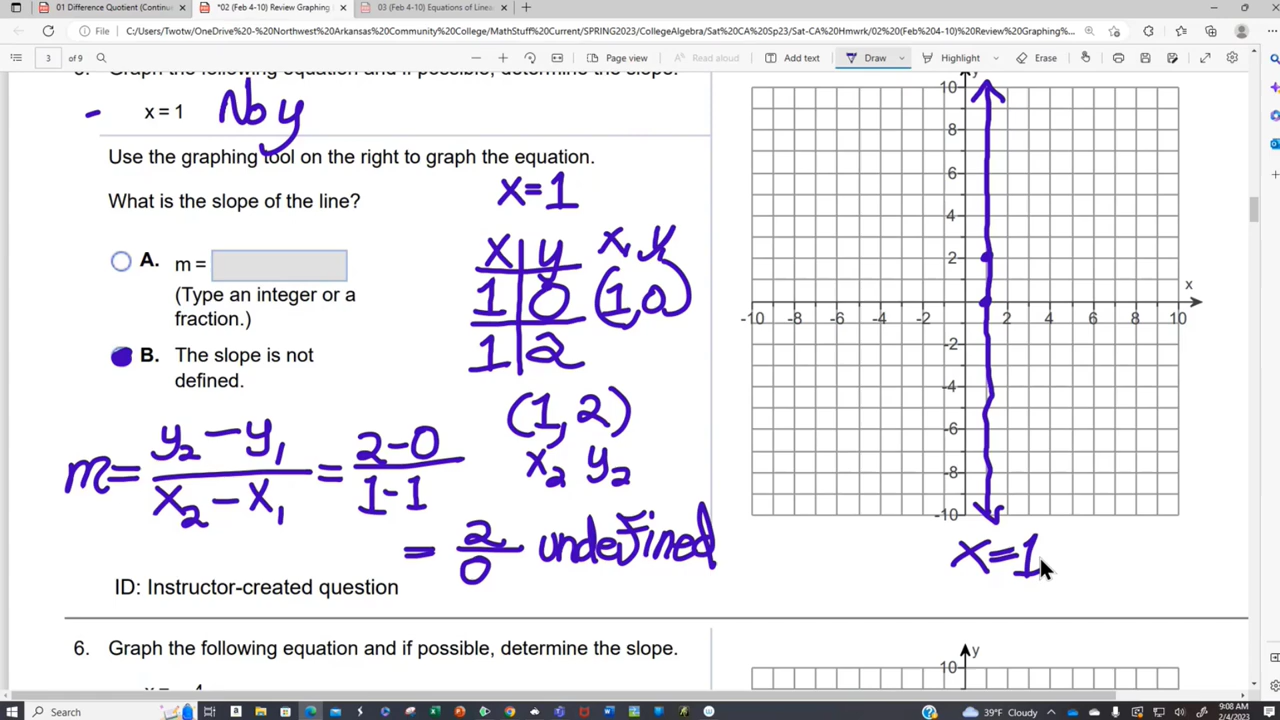 01 Difference Quotient (Continu
*02 (Feb 4-10) Review Graphing
03 (Feb 4-10) Equations of Linea
File
C:/Users/Twotw/OneDrive%20-%20Northwest%20Arkansas%20Community%20College/MathStuff/Current/SPRING2023/CollegeAlgebra/Sat%20CA%20Sp23/Sat-CA%20Hmwrk/02%20(Feb%204-10)%20Review%20Graphing%...
3 of 9
Page view
Read aloud
Add text
Draw
Highlight
Erase
Graph the following equation and if possible, determine the slope.
- x = 1 No y
Use the graphing tool on the right to graph the equation.
What is the slope of the line?
x = 1
x y x, y
1 0 (1, 0)
1 2
(1, 2)
x2 y2
A. m =
(Type an integer or a
fraction.)
B. The slope is not
defined.
m = y2 - y1 / x2 - x1 = 2-0 / 1-1
= 2/0 undefined
ID: Instructor-created question
y
10
8
6
4
2
x
-10 -8 -6 -4 -2 2 4 6 8 10
-2
-4
-6
-8
-10
x=1
6. Graph the following equation and if possible, determine the slope.
y
10
Search
39°F Cloudy
9:08 AM
2/4/2023